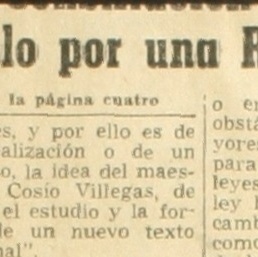 lo por una R
la página cuatro
es, y por ello es de
alización o de un
o, la idea del maes-
Cosío Villegas, de
el estudio y la for-
de un nuevo texto
nal".
o en
obstá
yores
para
leyes
ley
camb
como